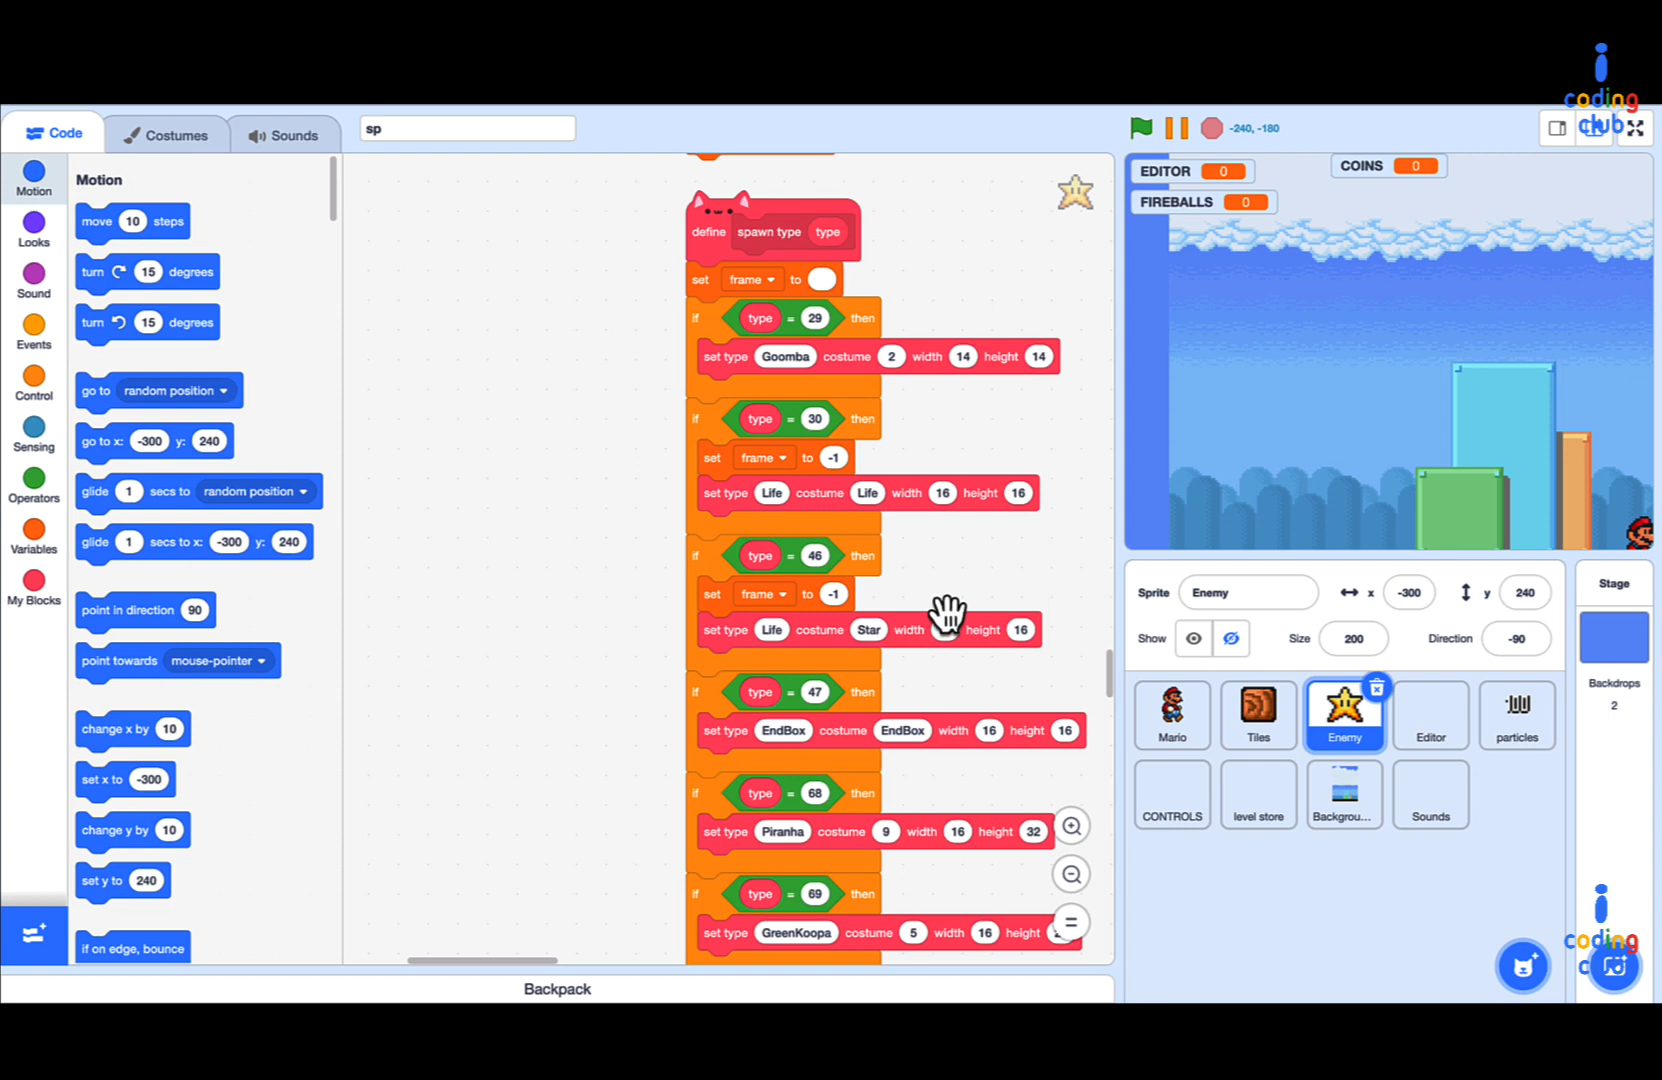 i
coding
club
Code
Costumes
Sounds
sp
-240, -180
Motion
Looks
Sound
Events
Control
Sensing
Operators
Variables
My Blocks
Motion
move 10 steps
turn 15 degrees
turn 15 degrees
go to random position
go to x: -300 y: 240
glide 1 secs to random position
glide 1 secs to x: -300 y: 240
point in direction 90
point towards mouse-pointer
change x by 10
set x to -300
change y by 10
set y to 240
if on edge, bounce
define spawn type type
set frame to
if type = 29 then
set type Goomba costume 2 width 14 height 14
if type = 30 then
set frame to -1
set type Life costume Life width 16 height 16
if type = 46 then
set frame to -1
set type Life costume Star width height 16
if type = 47 then
set type EndBox costume EndBox width 16 height 16
if type = 68 then
set type Piranha costume 9 width 16 height 32
if type = 69 then
set type GreenKoopa costume 5 width 16 height
Backpack
EDITOR 0
COINS 0
FIREBALLS 0
Sprite Enemy x -300 y 240
Show Size 200 Direction -90
Mario
Tiles
Enemy
Editor
particles
CONTROLS
level store
Backgrou...
Sounds
Stage
Backdrops
2
i
coding